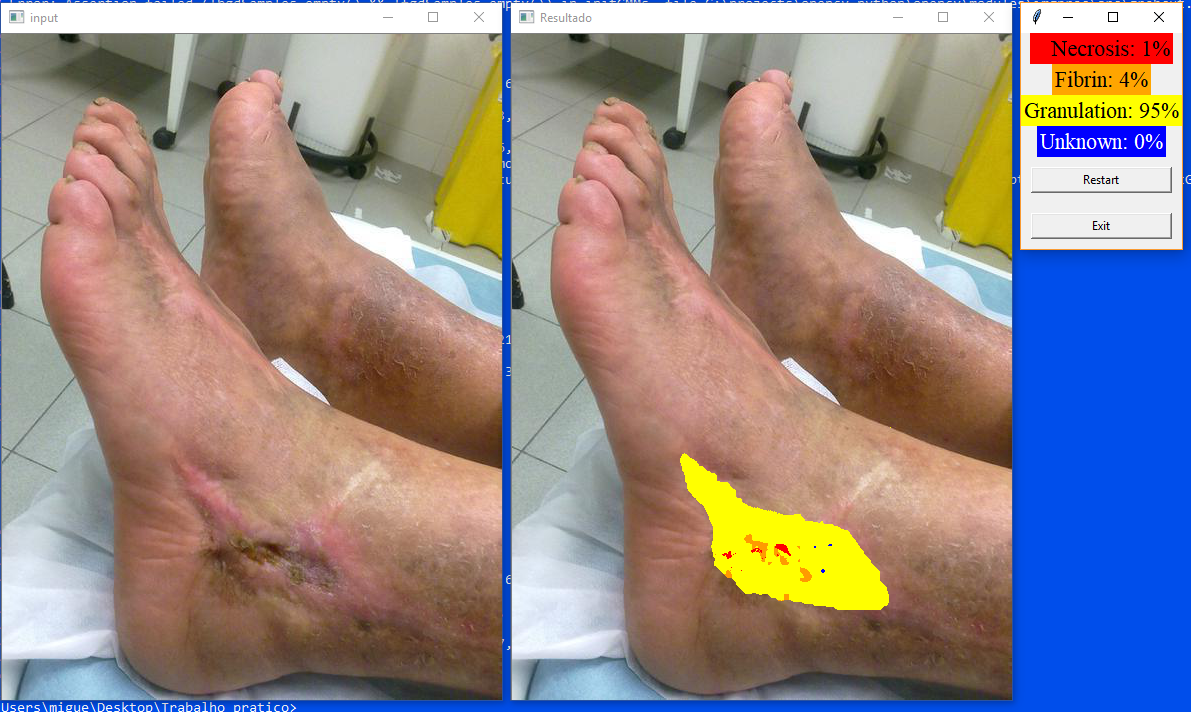 input
Resultado
Necrosis: 1%
Fibrin: 4%
Granulation: 95%
Unknown: 0%
Restart
Exit
Users\migue\Desktop\Trabalho pratico>